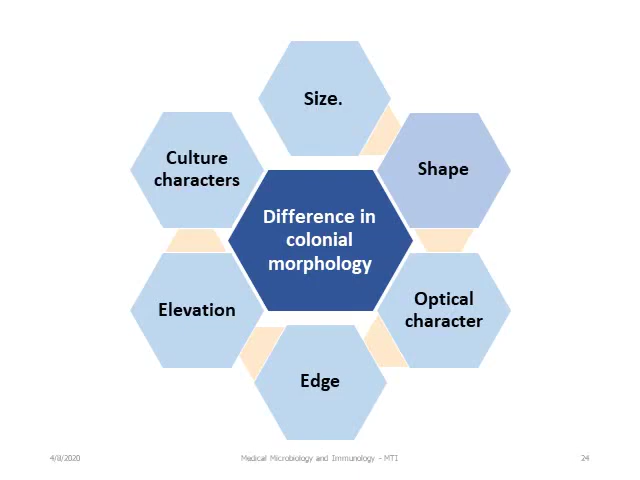 Size.
Shape
Optical
character
Edge
Elevation
Culture
characters
Difference in
colonial
morphology
4/8/2020
Medical Microbiology and Immunology - MTI
24